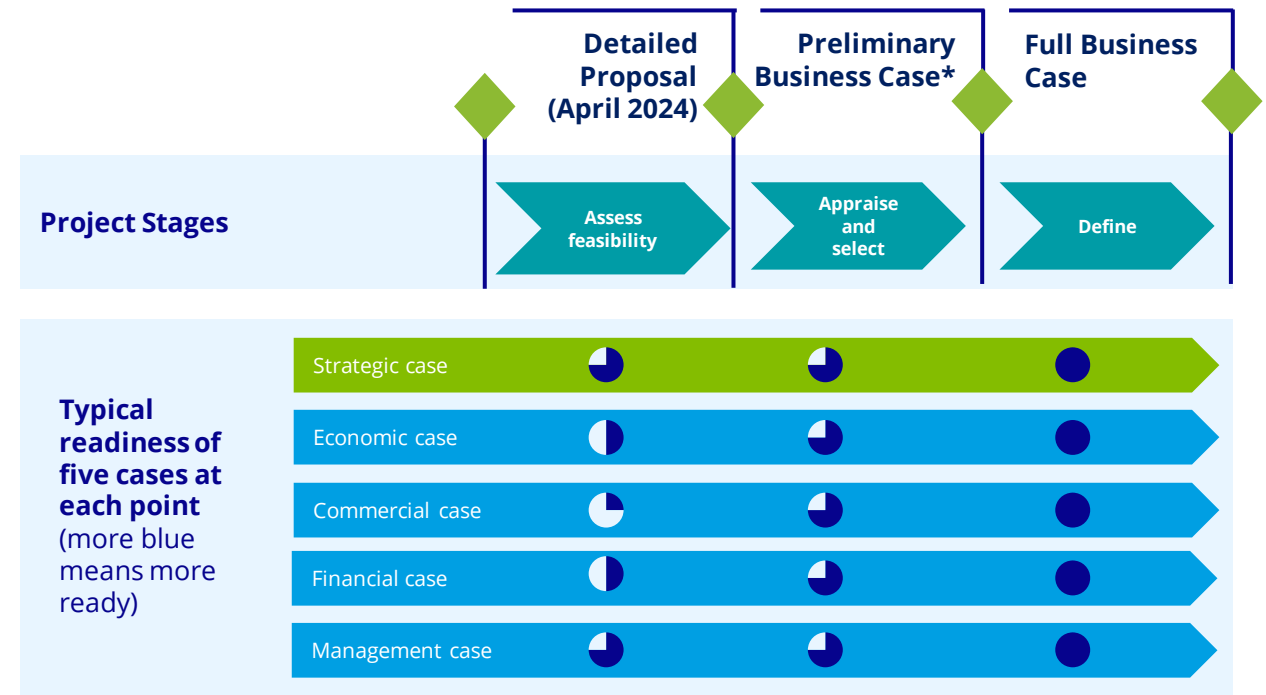 Detailed
Proposal
(April 2024)
Preliminary
Business Case*
Full Business
Case
Project Stages
Assess
feasibility
Appraise
and
select
Define
Typical
readiness of
five cases at
each point
(more blue
means more
ready)
Strategic case
Economic case
Commercial case
Financial case
Management case